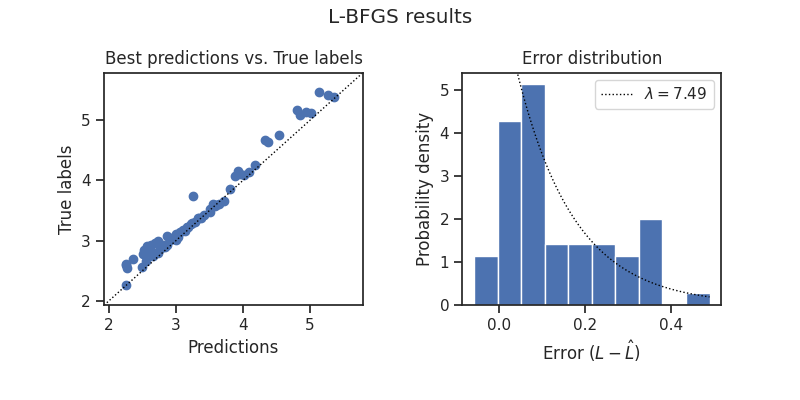 L-BFGS results
Best predictions vs. True labels
True labels
5
4
3
2
2 3 4 5
Predictions
Error distribution
λ = 7.49
Probability density
5
4
3
2
1
0
0.0 0.2 0.4
Error (L − L̂)